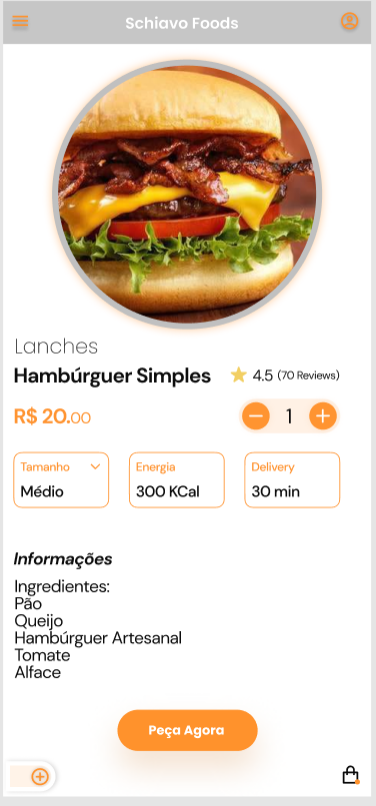 Schiavo Foods
Lanches
Hambúrguer Simples
4.5 (70 Reviews)
R$ 20.00
1
Tamanho
Médio
Energia
300 KCal
Delivery
30 min
Informações
Ingredientes:
Pão
Queijo
Hambúrguer Artesanal
Tomate
Alface
Peça Agora